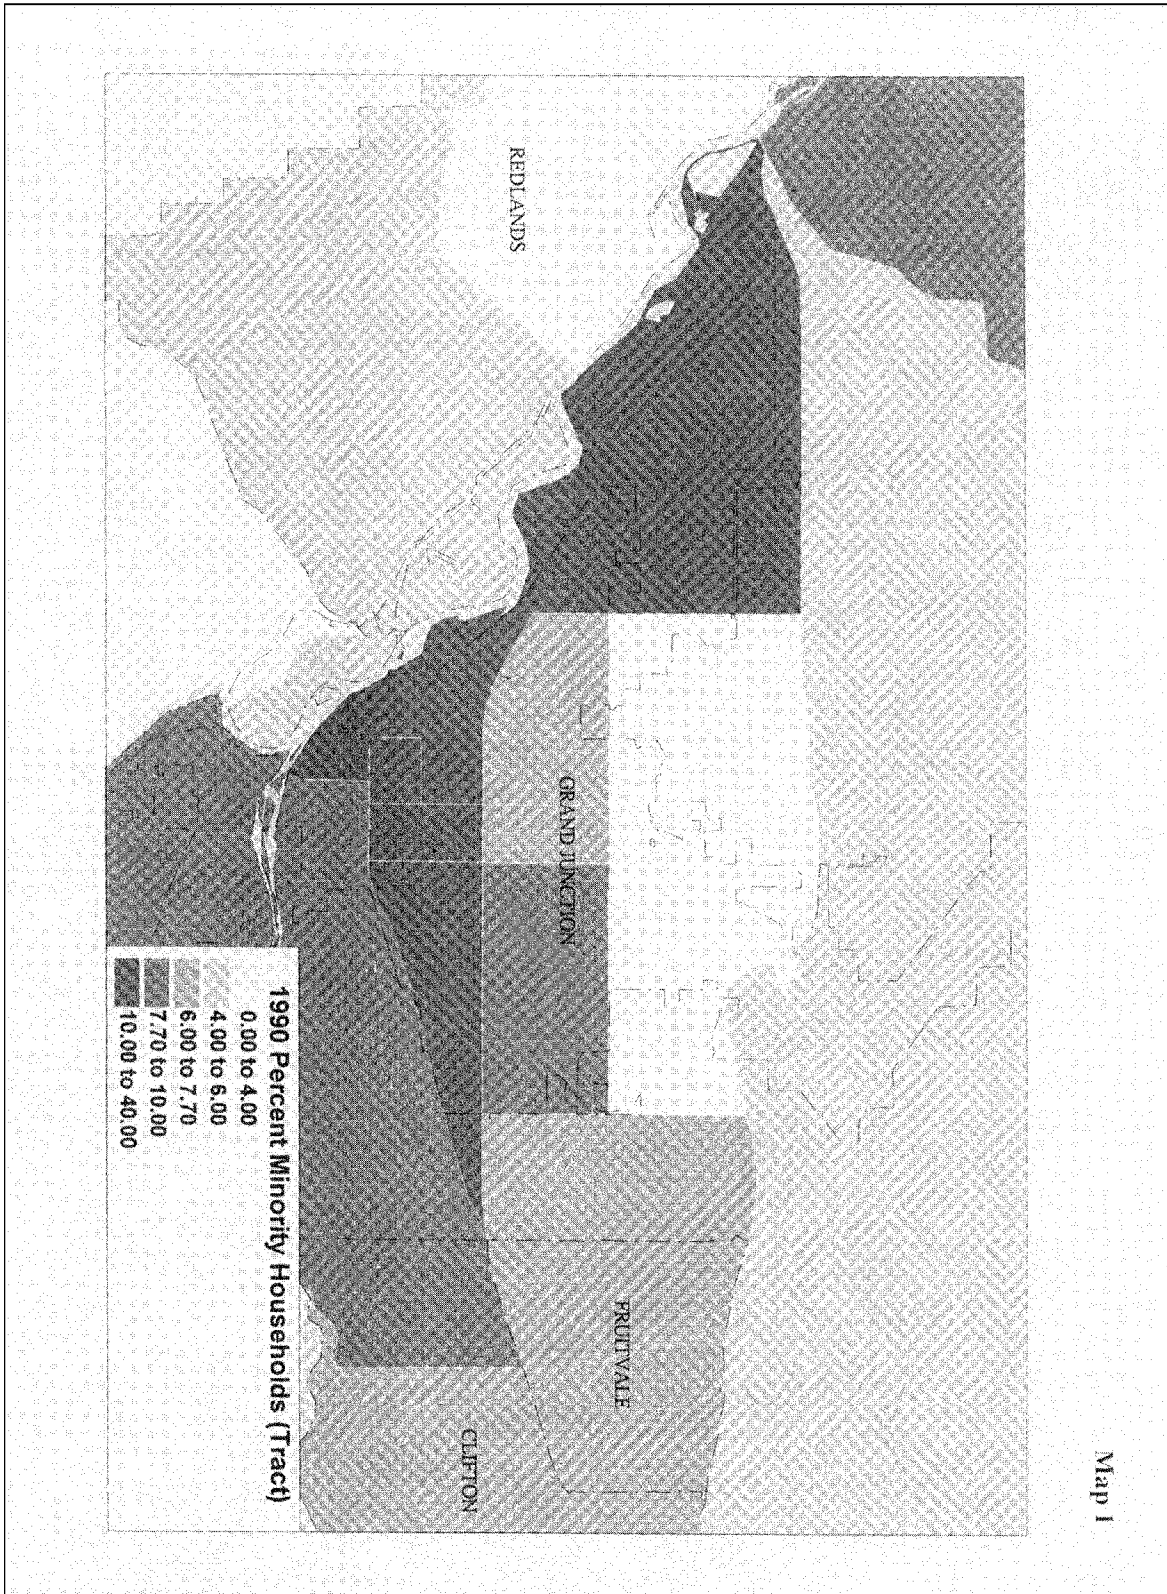 Map 1
REDLANDS
GRAND JUNCTION
FRUITVALE
CLIFTON
1990 Percent Minority Households (Tract)
0.00 to 4.00
4.00 to 6.00
6.00 to 7.70
7.70 to 10.00
10.00 to 40.00